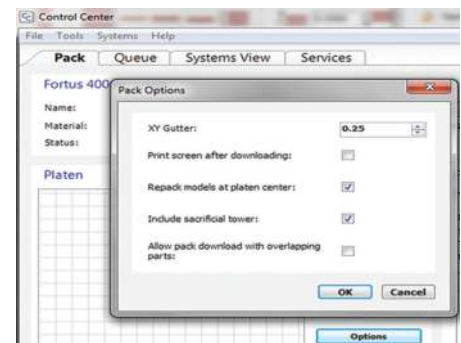 Control Center
File Tools Systems Help
Pack Queue Systems View Services
Fortus 400
Name:
Material:
Status:
Platen
Pack Options
XY Gutter: 0.25
Print screen after downloading:
Repack models at platen center:
Include sacrificial tower:
Allow pack download with overlapping
parts:
OK Cancel
Options